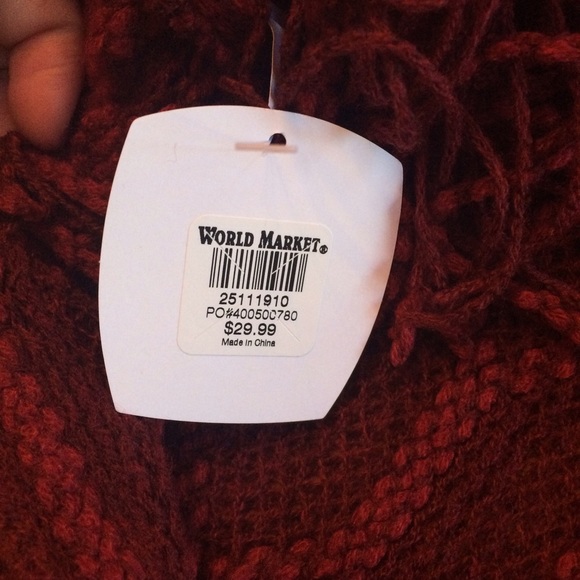 WORLD MARKET®
25111910
PO#400500780
$29.99
Made in China